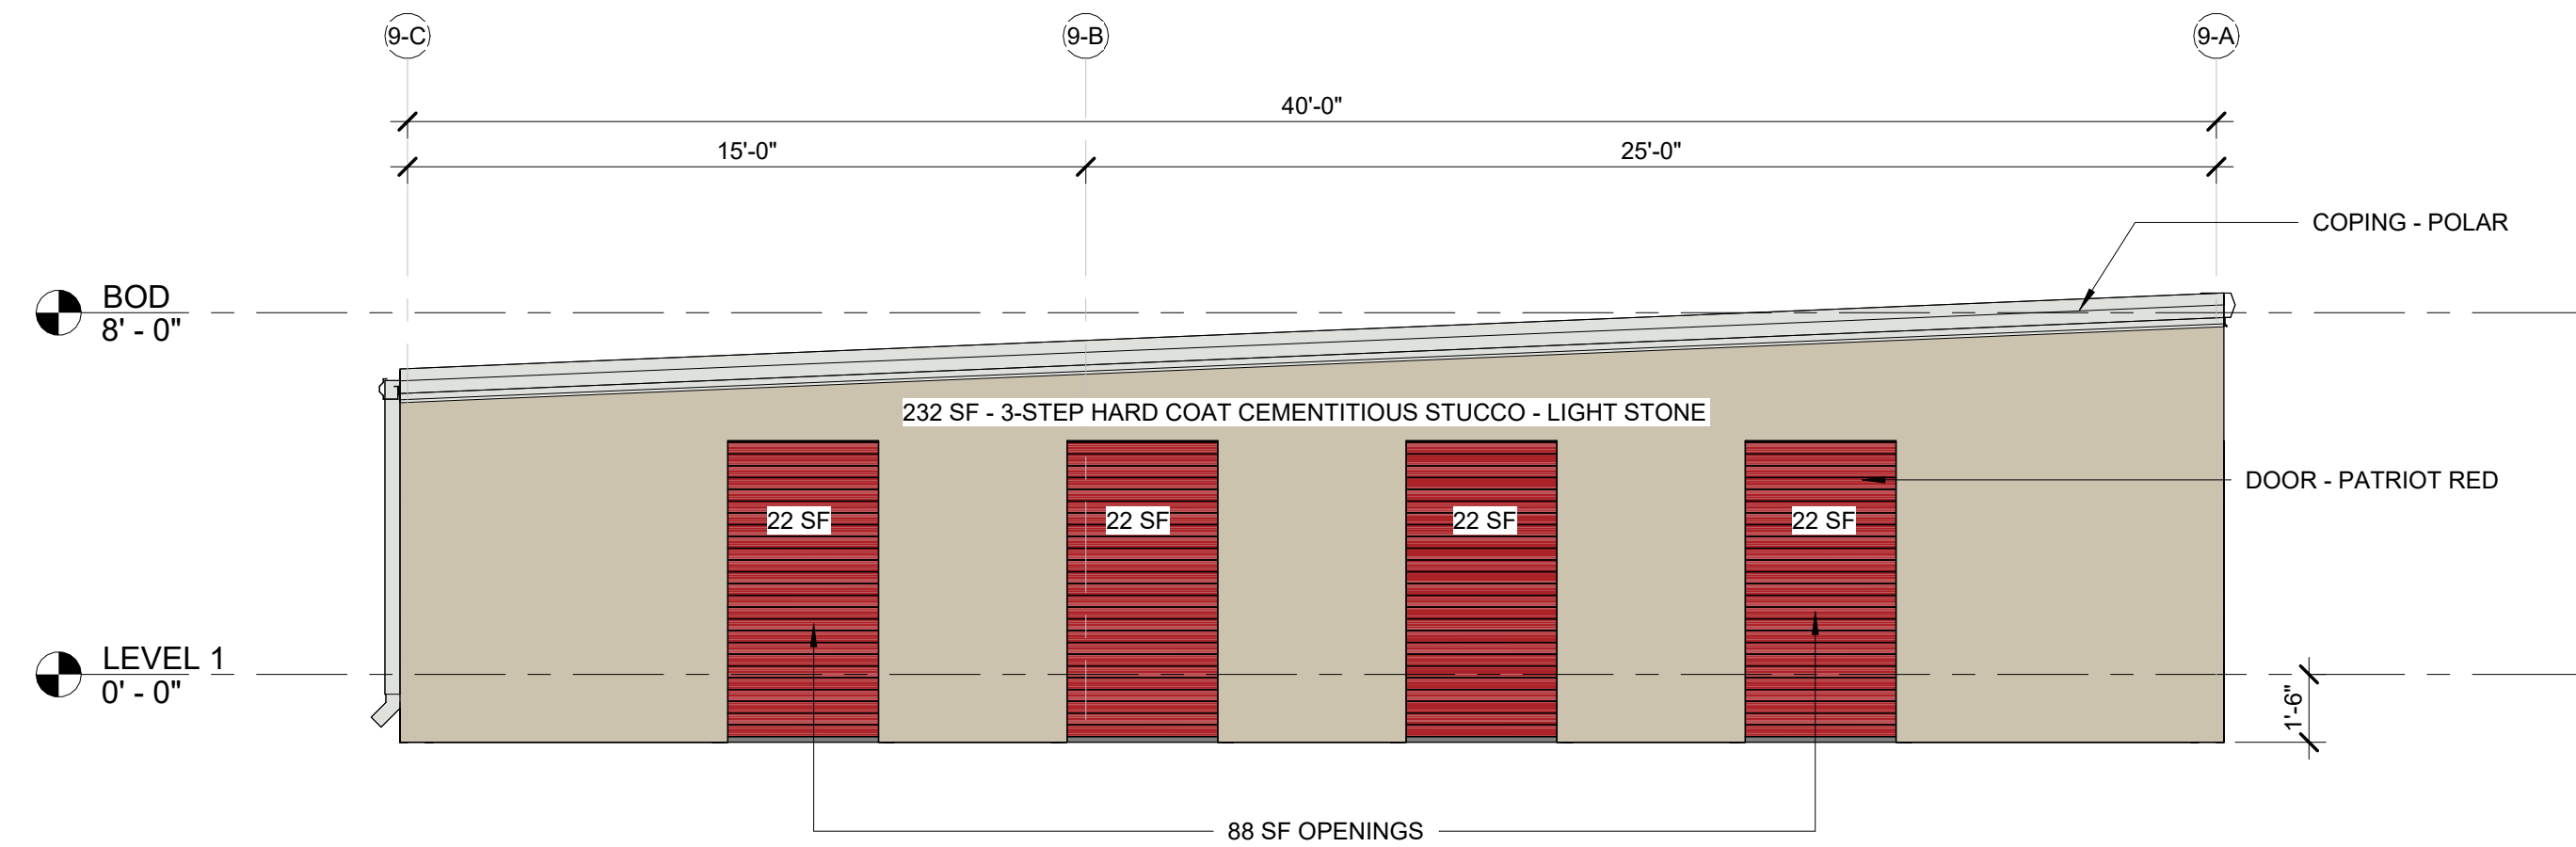 9-C
9-B
9-A
40'-0"
15'-0"
25'-0"
COPING - POLAR
BOD
8' - 0"
232 SF - 3-STEP HARD COAT CEMENTITIOUS STUCCO - LIGHT STONE
DOOR - PATRIOT RED
22 SF
22 SF
22 SF
22 SF
LEVEL 1
0' - 0"
1'-6"
88 SF OPENINGS